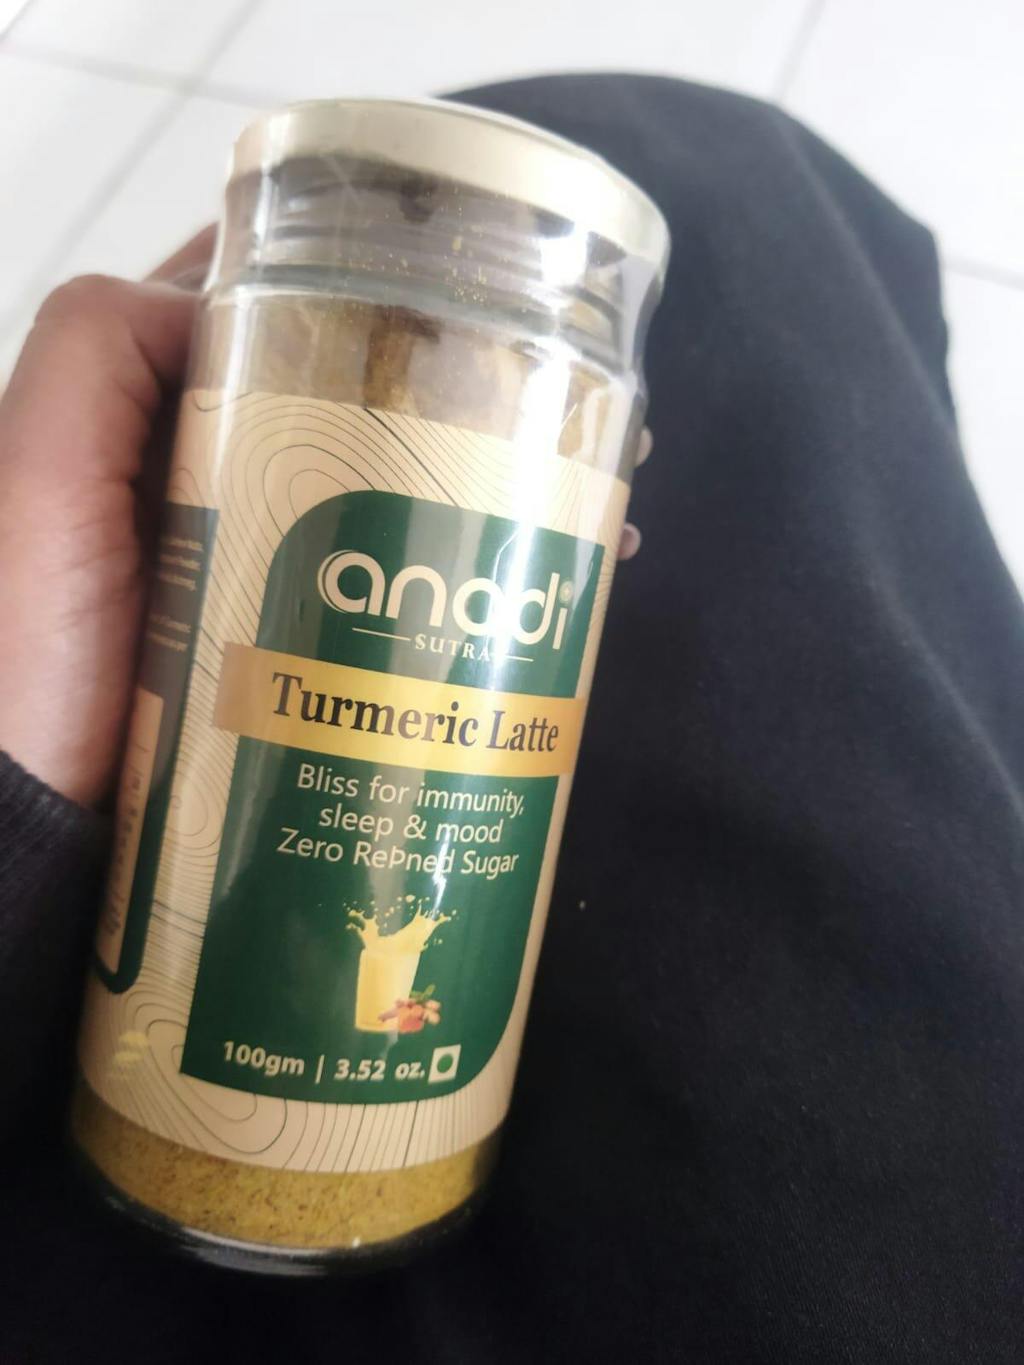 anadi
SUTRA
Turmeric Latte
Bliss for immunity,
sleep & mood
Zero ReÞned Sugar
100gm | 3.52 oz.